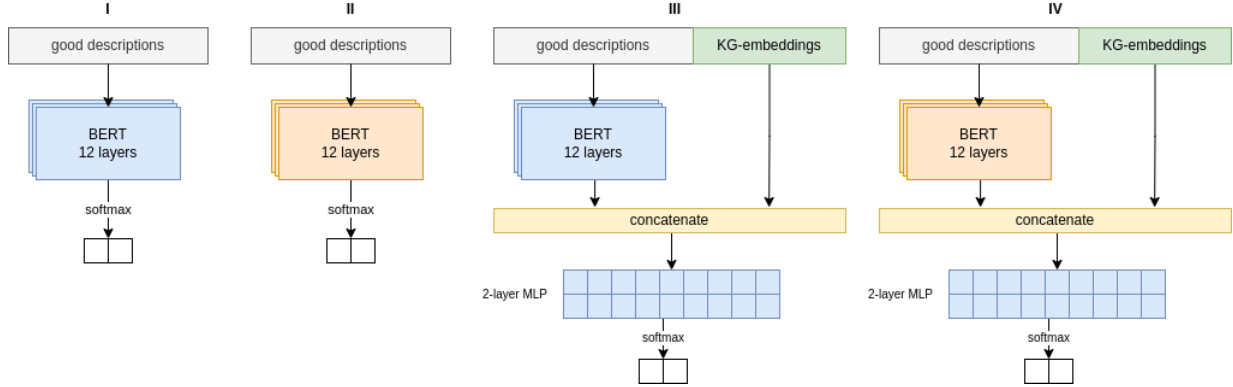 I
good descriptions
BERT
12 layers
softmax
II
good descriptions
BERT
12 layers
softmax
III
good descriptions
KG-embeddings
BERT
12 layers
concatenate
2-layer MLP
softmax
IV
good descriptions
KG-embeddings
BERT
12 layers
concatenate
2-layer MLP
softmax